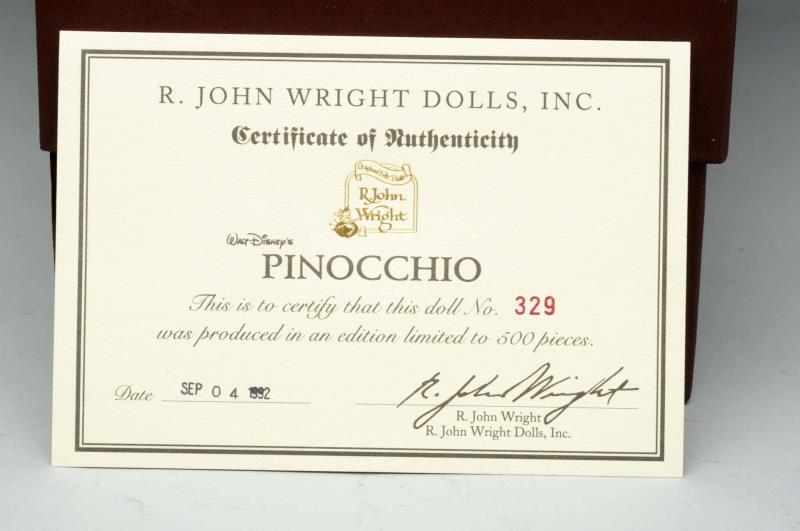 R. JOHN WRIGHT DOLLS, INC.
Certificate of Authenticity
Original Felt Dolls
R John
Wright
Walt Disney's
PINOCCHIO
This is to certify that this doll No. 329
was produced in an edition limited to 500 pieces.
Date SEP 04 1992
R. John Wright
R. John Wright
R. John Wright Dolls, Inc.